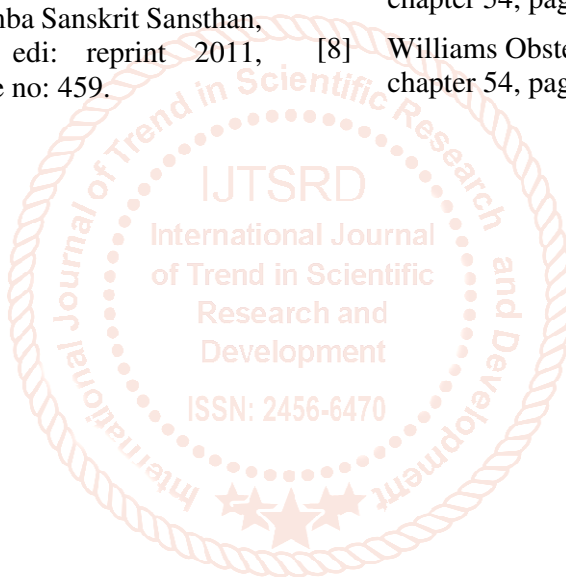 nba Sanskrit Sansthan,
edi: reprint 2011,
e no: 459.
chapter 54, pag
[8] Williams Obste
chapter 54, pag
International Journal of Trend in Scientific Research and Development
IJTSRD
International Journal
of Trend in Scientific
Research and
Development
ISSN: 2456-6470